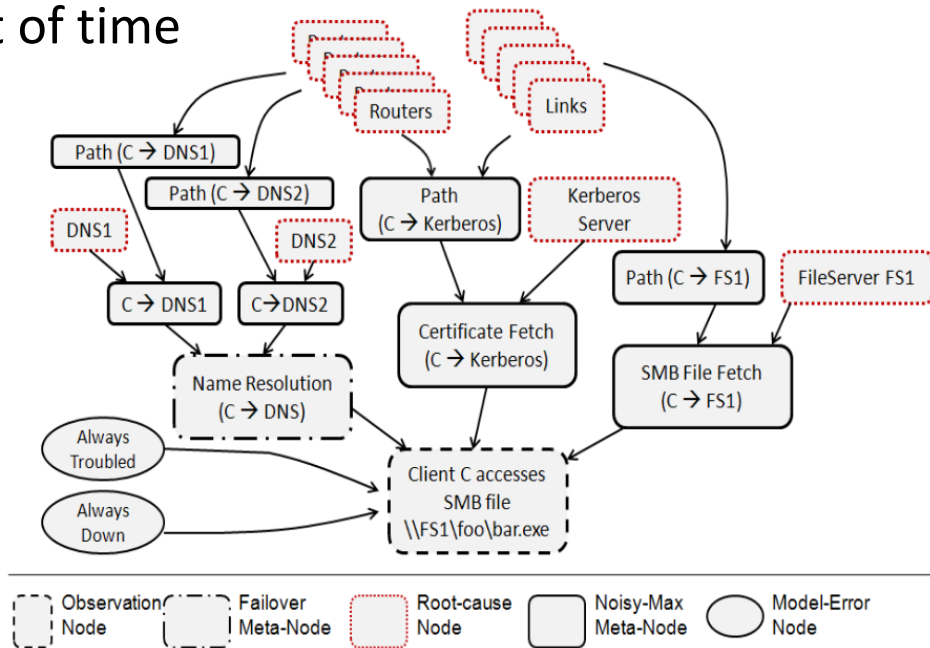 of time
Routers
Links
Path (C → DNS1)
Path (C → DNS2)
Path
(C → Kerberos)
Kerberos
Server
DNS1
DNS2
Path (C → FS1)
FileServer FS1
C → DNS1
C→DNS2
Certificate Fetch
(C → Kerberos)
SMB File Fetch
(C → FS1)
Name Resolution
(C → DNS)
Always
Troubled
Client C accesses
SMB file
\\FS1\foo\bar.exe
Always
Down
Observation
Node
Failover
Meta-Node
Root-cause
Node
Noisy-Max
Meta-Node
Model-Error
Node